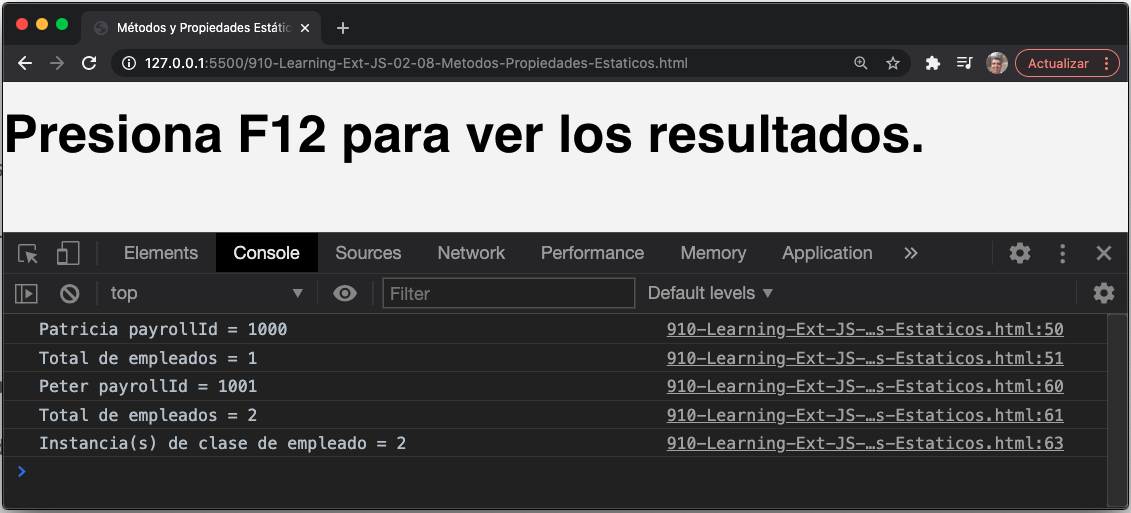 Métodos y Propiedades Estátic
127.0.0.1:5500/910-Learning-Ext-JS-02-08-Metodos-Propiedades-Estaticos.html
Actualizar
Presiona F12 para ver los resultados.
Elements Console Sources Network Performance Memory Application »
top Filter Default levels
Patricia payrollId = 1000 910-Learning-Ext-JS-…s-Estaticos.html:50
Total de empleados = 1 910-Learning-Ext-JS-…s-Estaticos.html:51
Peter payrollId = 1001 910-Learning-Ext-JS-…s-Estaticos.html:60
Total de empleados = 2 910-Learning-Ext-JS-…s-Estaticos.html:61
Instancia(s) de clase de empleado = 2 910-Learning-Ext-JS-…s-Estaticos.html:63